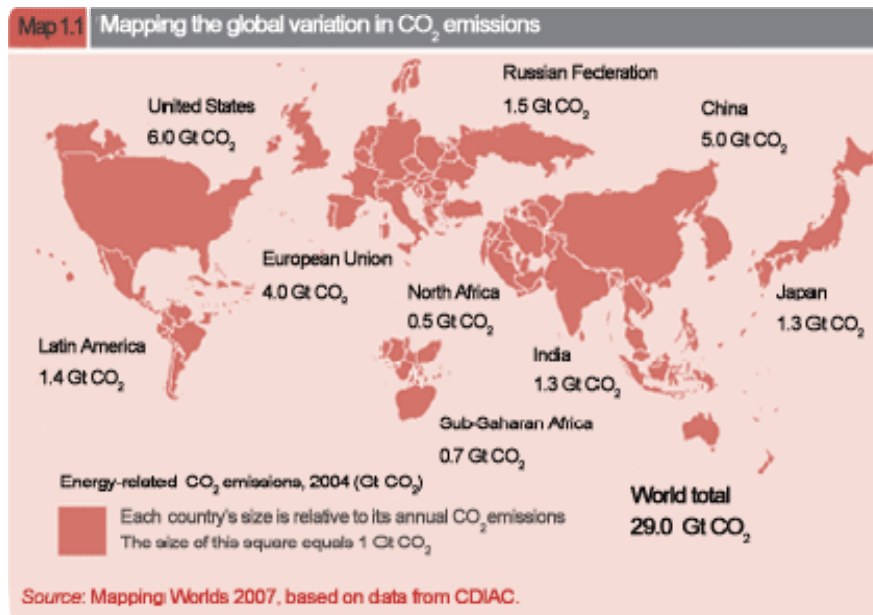 Map 1.1 Mapping the global variation in CO₂ emissions
Russian Federation
1.5 Gt CO₂
United States
6.0 Gt CO₂
China
5.0 Gt CO₂
European Union
4.0 Gt CO₂
North Africa
0.5 Gt CO₂
Japan
1.3 Gt CO₂
Latin America
1.4 Gt CO₂
India
1.3 Gt CO₂
Sub-Saharan Africa
0.7 Gt CO₂
Energy-related CO₂ emissions, 2004 (Gt CO₂)
Each country's size is relative to its annual CO₂ emissions
The size of this square equals 1 Gt CO₂
World total
29.0 Gt CO₂
Source: Mapping Worlds 2007, based on data from CDIAC.